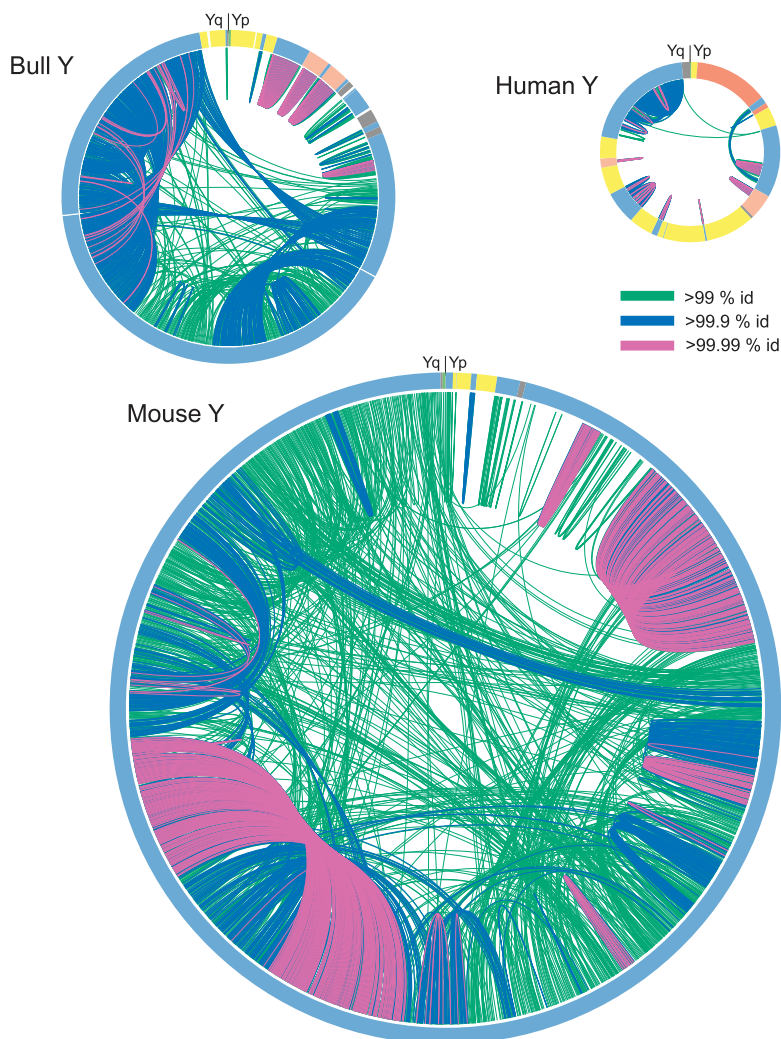 Yq Yp
Bull Y
Yq Yp
Human Y
>99 % id
>99.9 % id
>99.99 % id
Yq Yp
Mouse Y